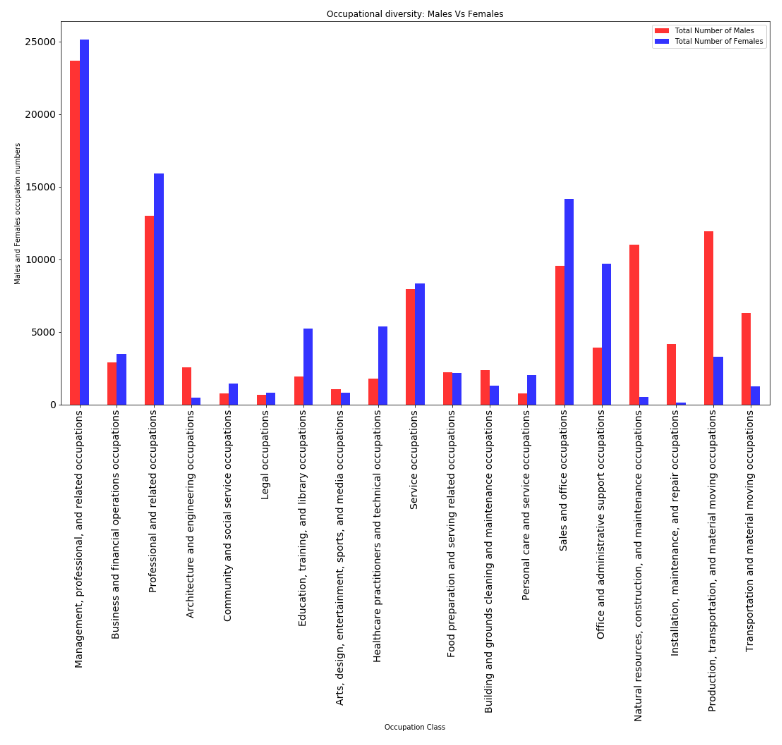 Occupational diversity: Males Vs Females
Total Number of Males
Total Number of Females
25000
20000
15000
10000
5000
0
Males and Females occupation numbers
Management, professional, and related occupations
Business and financial operations occupations
Professional and related occupations
Architecture and engineering occupations
Community and social service occupations
Legal occupations
Education, training, and library occupations
Arts, design, entertainment, sports, and media occupations
Healthcare practitioners and technical occupations
Service occupations
Food preparation and serving related occupations
Building and grounds cleaning and maintenance occupations
Personal care and service occupations
Sales and office occupations
Office and administrative support occupations
Natural resources, construction, and maintenance occupations
Installation, maintenance, and repair occupations
Production, transportation, and material moving occupations
Transportation and material moving occupations
Occupation Class